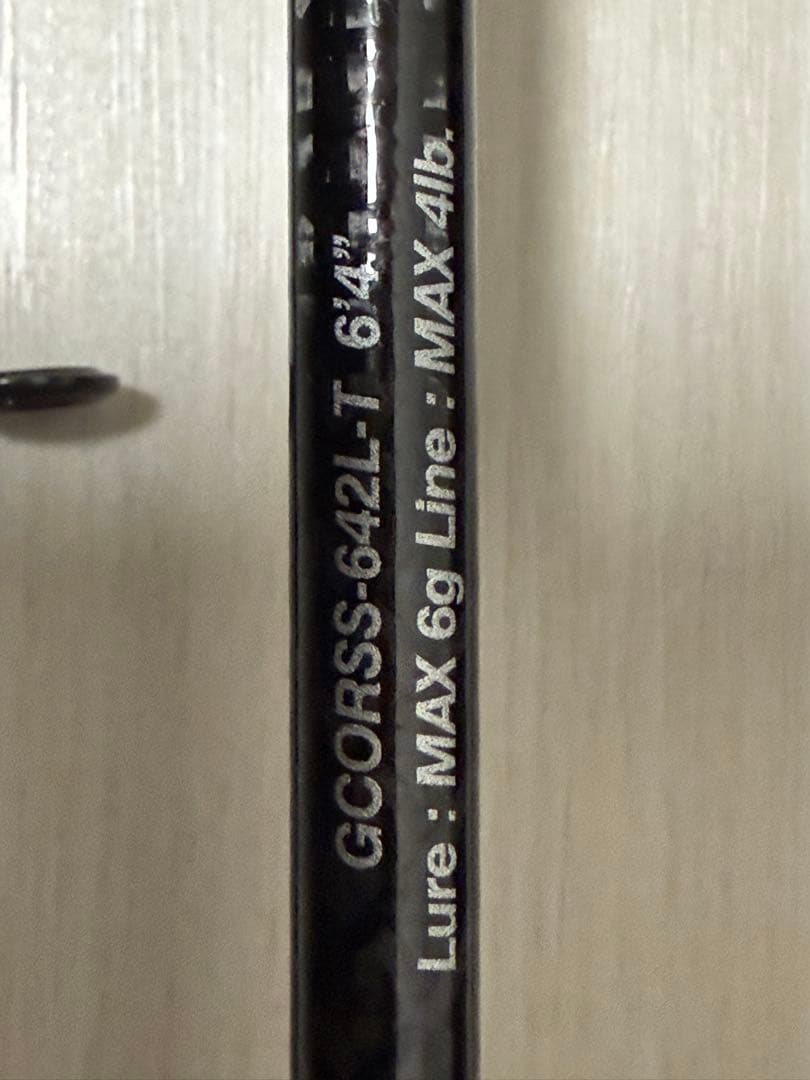 GCORSS-642L-T 6’4”
Lure : MAX 6g Line : MAX 4lb.